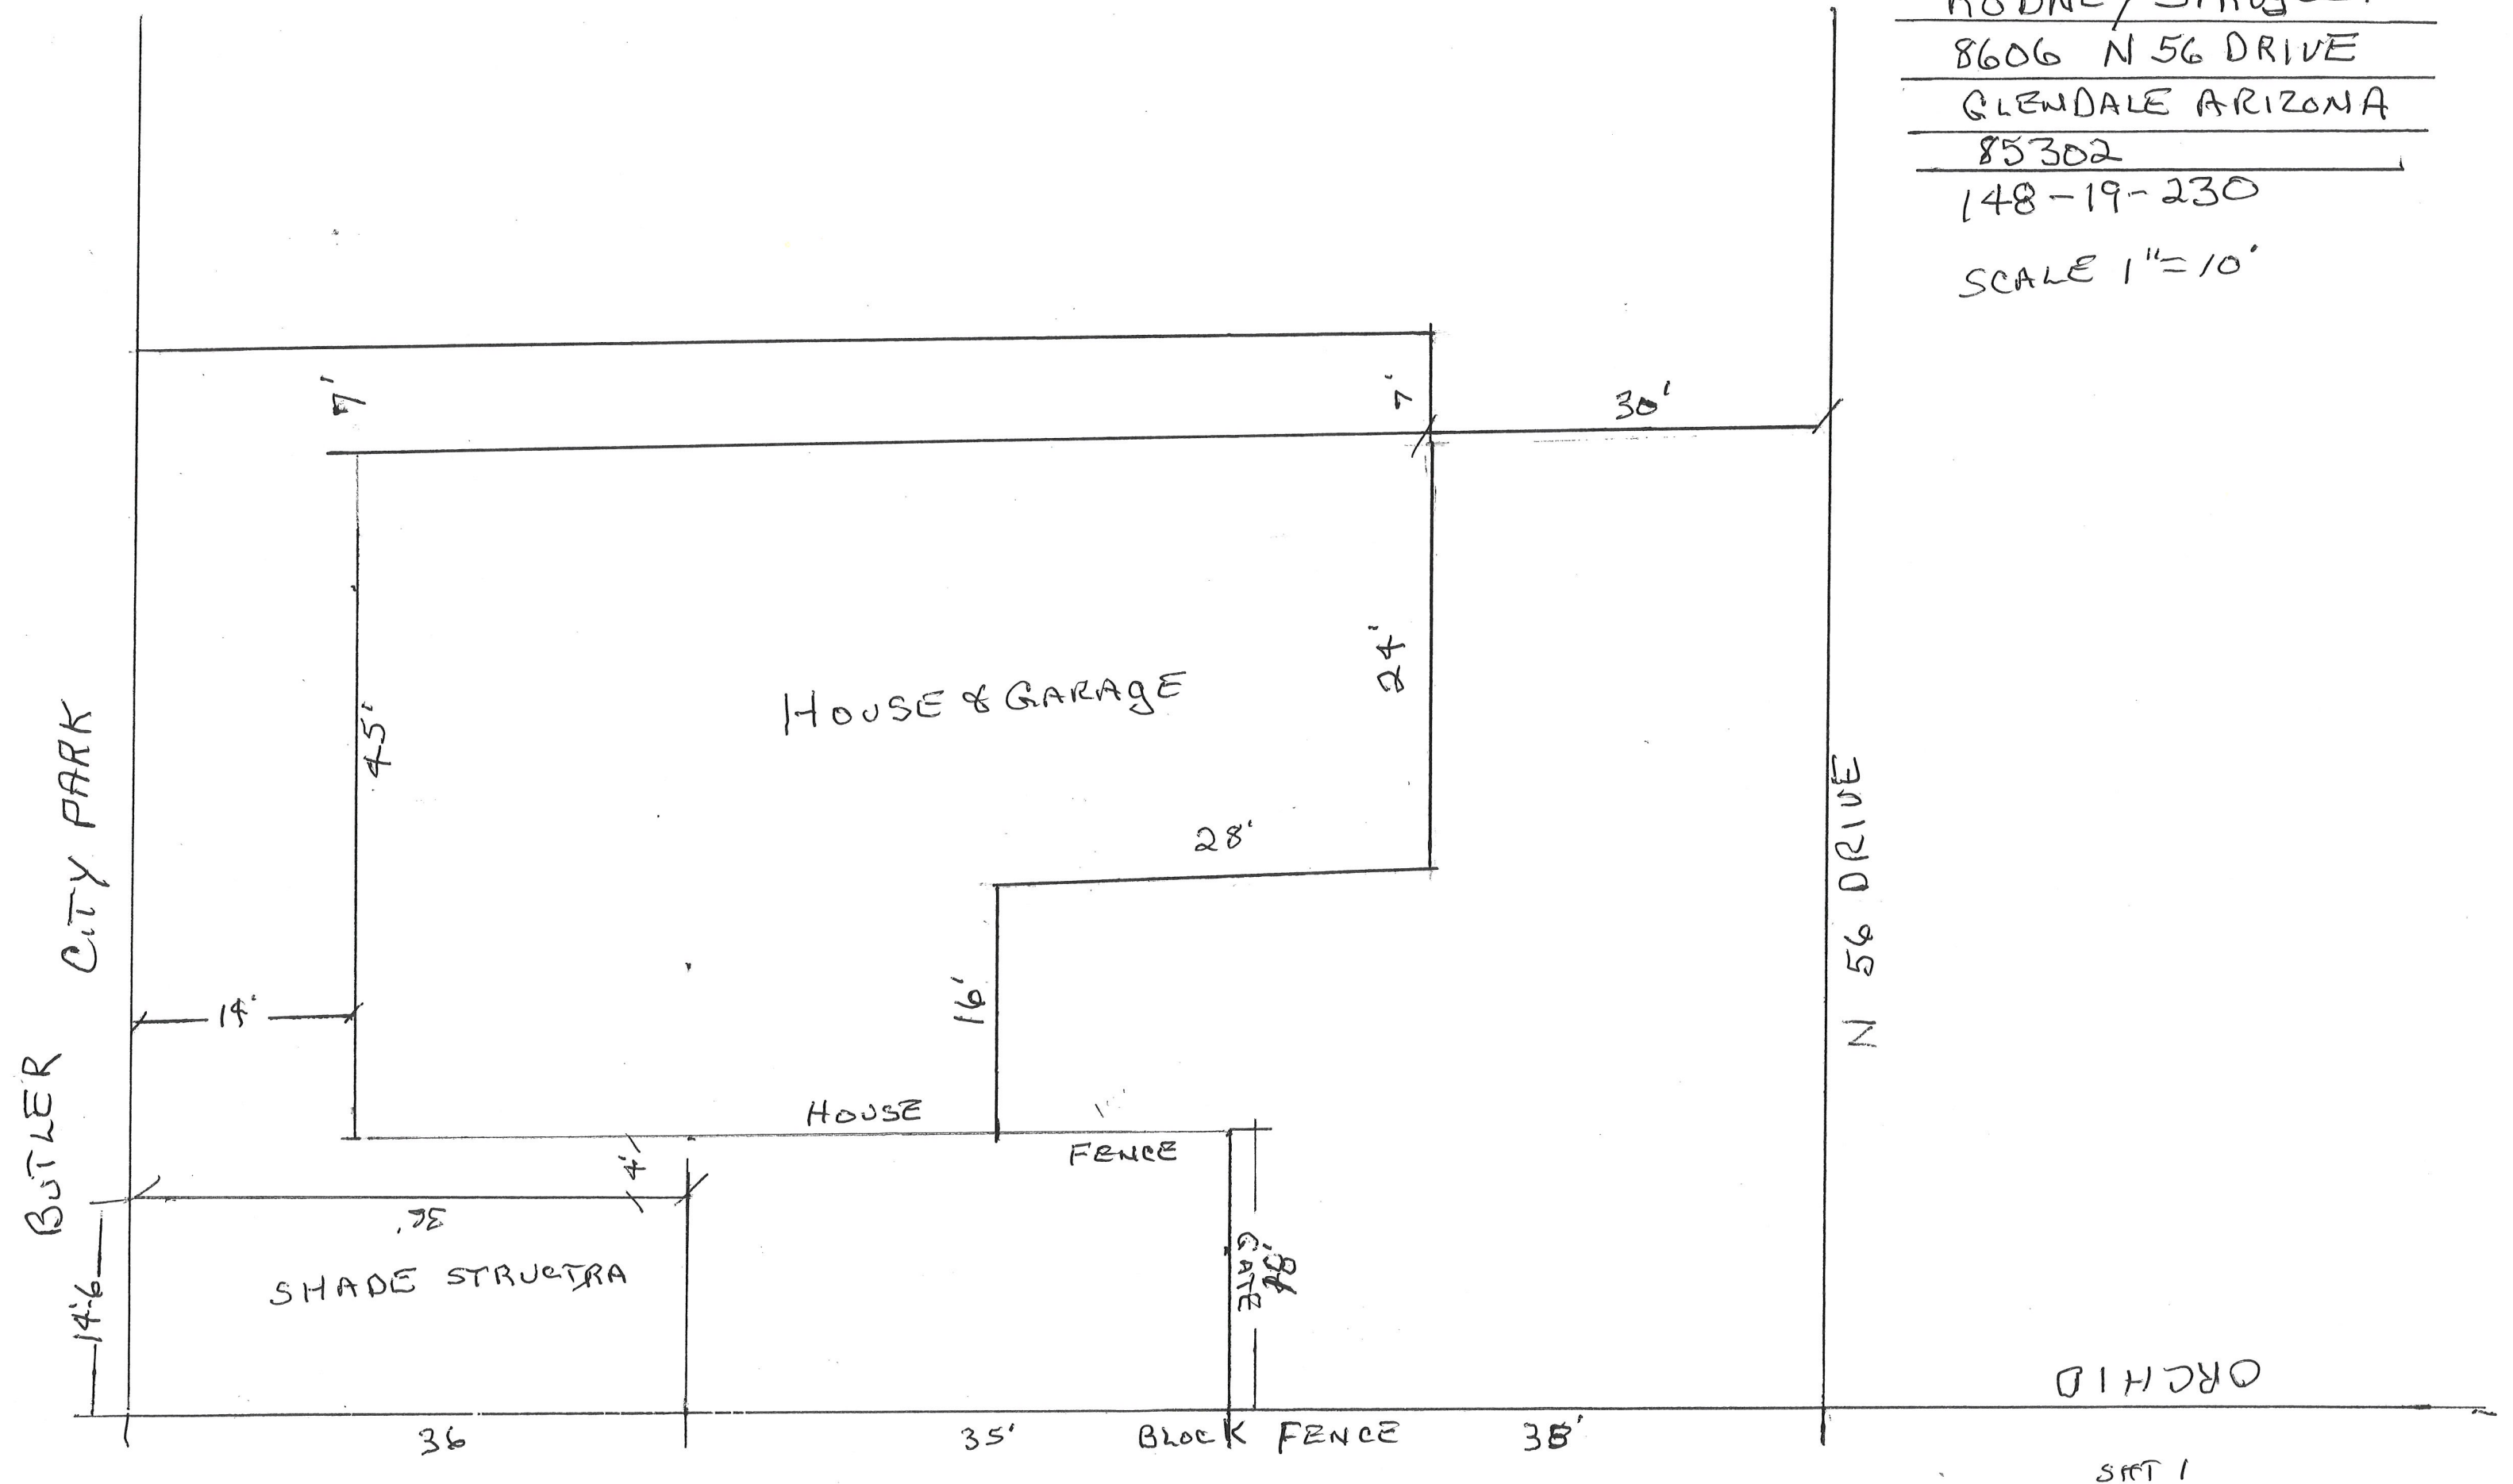 8606 N 56 DRIVE
GLENDALE ARIZONA
85302
148-19-230
SCALE 1"=10'
7'
7'
30'
45'
HOUSE & GARAGE
24'
28'
16'
14'
CITY PARK
BUTLER
N 56 DRIVE
HOUSE
FENCE
4'
36'
SHADE STRUCTRA
14'6
GATE
ORCHID
36
35'
BLOCK FENCE
SHT 1